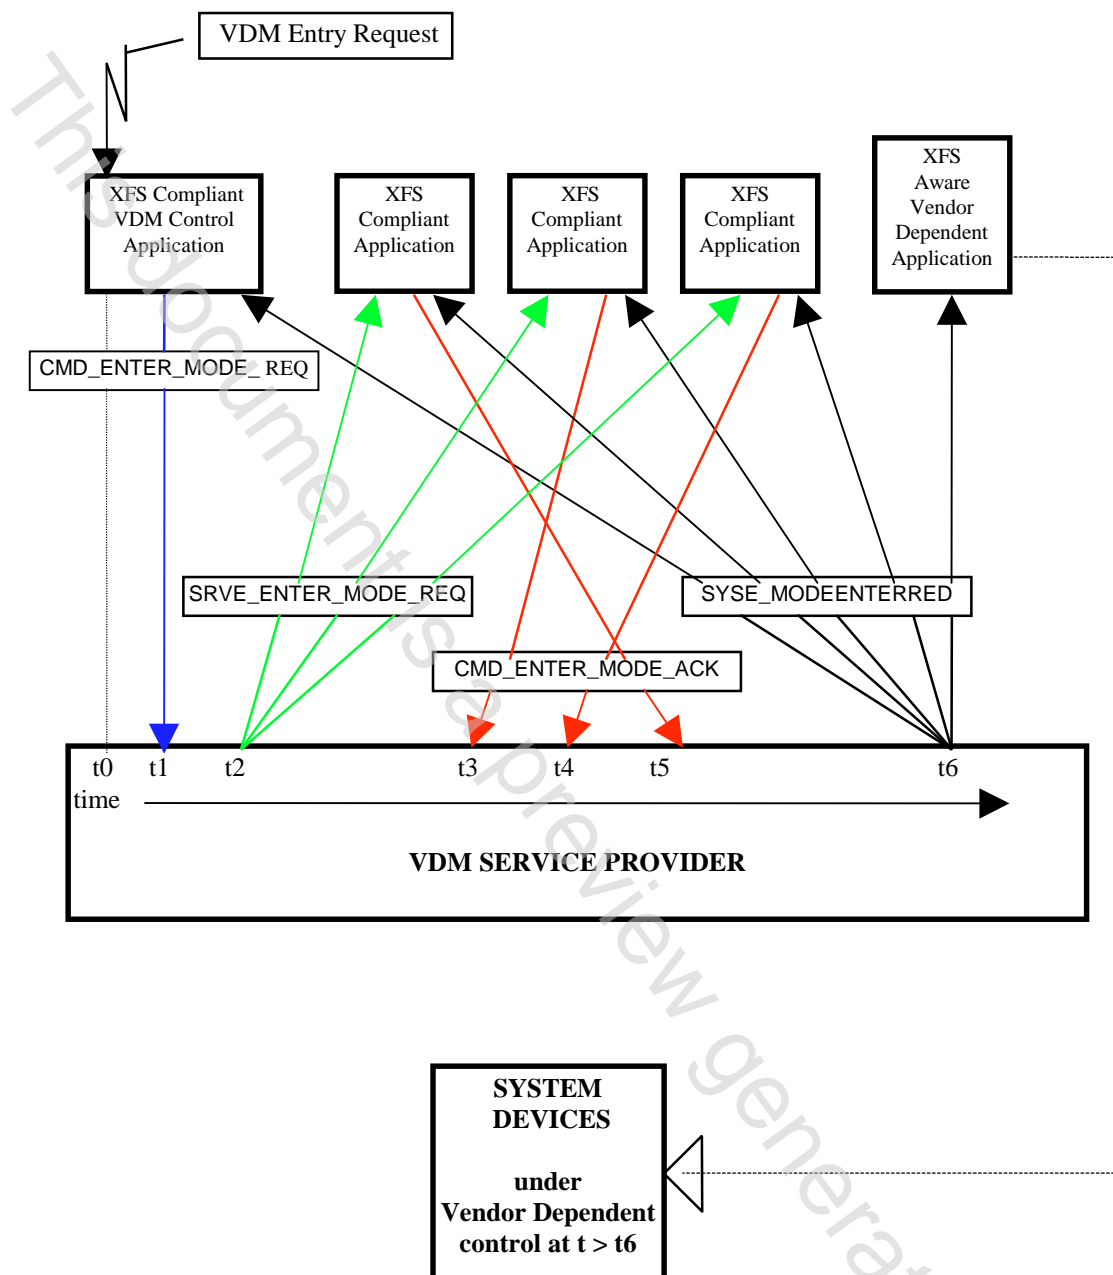 VDM Entry Request
XFS Compliant
VDM Control
Application
XFS
Compliant
Application
XFS
Compliant
Application
XFS
Compliant
Application
XFS
Aware
Vendor
Dependent
Application
CMD_ENTER_MODE_ REQ
SRVE_ENTER_MODE_REQ
SYSE_MODEENTERRED
CMD_ENTER_MODE_ACK
t0 t1 t2 t3 t4 t5 t6
time
VDM SERVICE PROVIDER
SYSTEM
DEVICES
under
Vendor Dependent
control at t > t6
This document is a preview generat